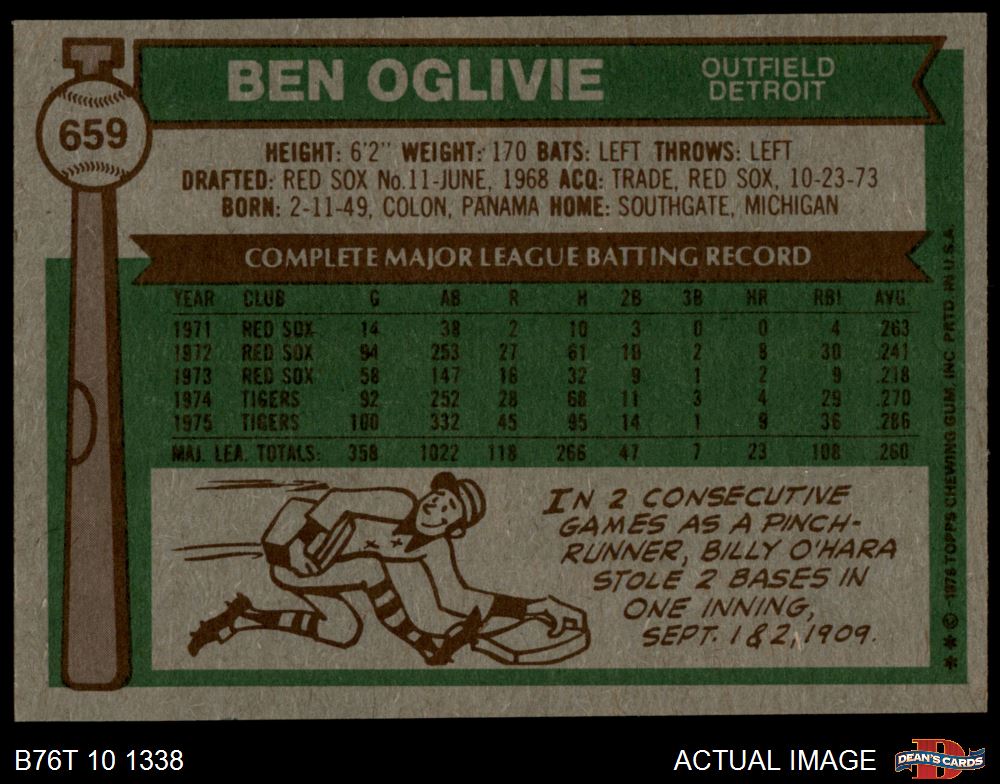 BEN OGLIVIE
OUTFIELD
DETROIT
659
HEIGHT: 6'2" WEIGHT: 170 BATS: LEFT THROWS: LEFT
DRAFTED: RED SOX No.11-JUNE, 1968 ACQ: TRADE, RED SOX, 10-23-73
BORN: 2-11-49, COLON, PANAMA HOME: SOUTHGATE, MICHIGAN
COMPLETE MAJOR LEAGUE BATTING RECORD
YEAR CLUB G AB R H 2B 3B HR RBI AVG.
1971 RED SOX 14 38 2 10 3 0 0 4 .263
1972 RED SOX 94 253 27 61 10 2 8 30 .241
1973 RED SOX 58 147 16 32 9 1 2 9 .218
1974 TIGERS 92 252 28 68 11 3 4 29 .270
1975 TIGERS 100 332 45 95 14 1 9 36 .286
MAJ. LEA. TOTALS: 358 1022 118 266 47 7 23 108 .260
IN 2 CONSECUTIVE
GAMES AS A PINCH-
RUNNER, BILLY O'HARA
STOLE 2 BASES IN
ONE INNING,
SEPT. 1 & 2, 1909.
** © 1976 TOPPS CHEWING GUM, INC. PRTD. IN U.S.A.
B76T 10 1338
ACTUAL IMAGE
DEAN'S CARDS